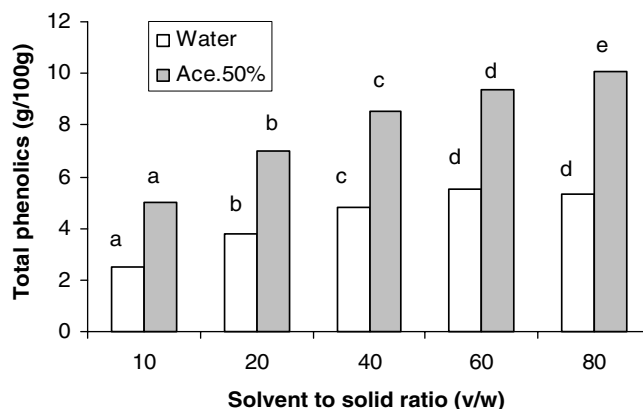 Total phenolics (g/100g)
12
10
8
6
4
2
0
Water
Ace.50%
a
a
b
b
c
c
d
d
d
e
10
20
40
60
80
Solvent to solid ratio (v/w)